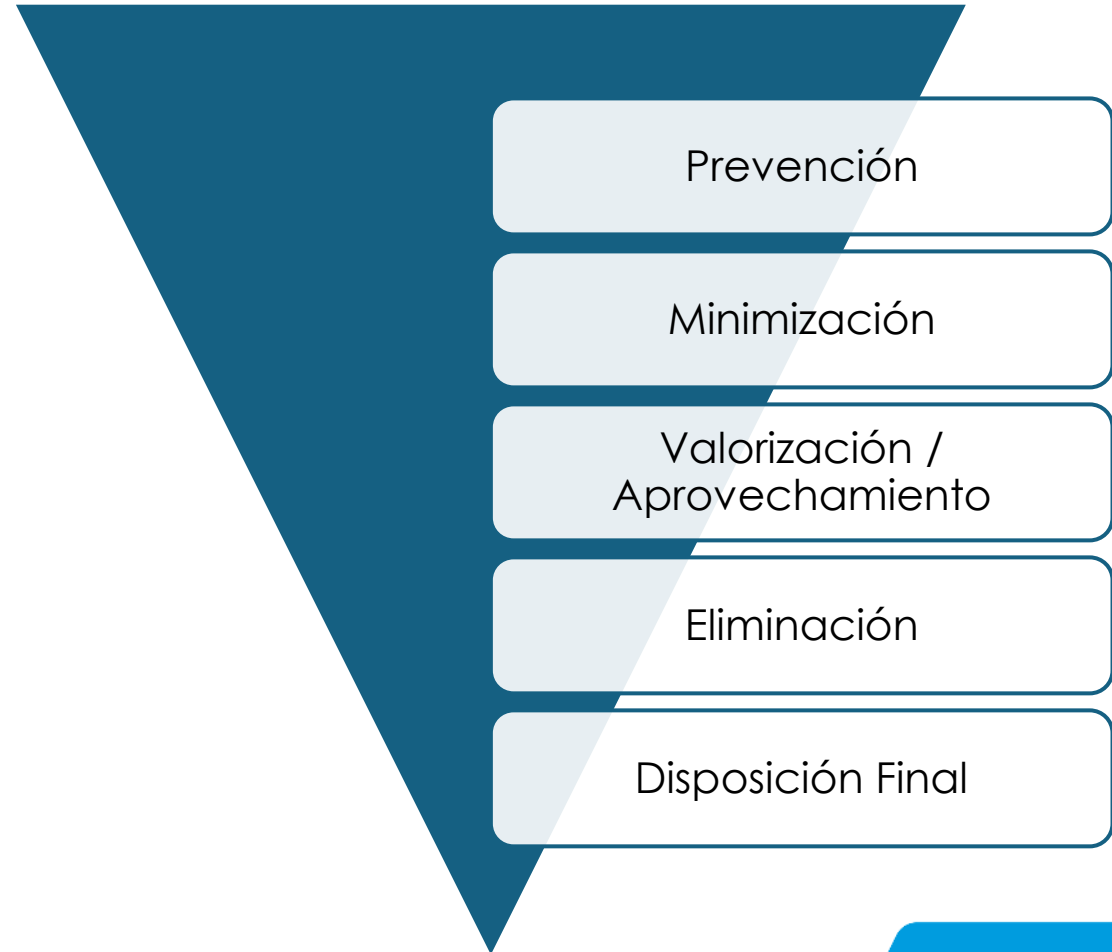 Prevención
Minimización
Valorización /
Aprovechamiento
Eliminación
Disposición Final